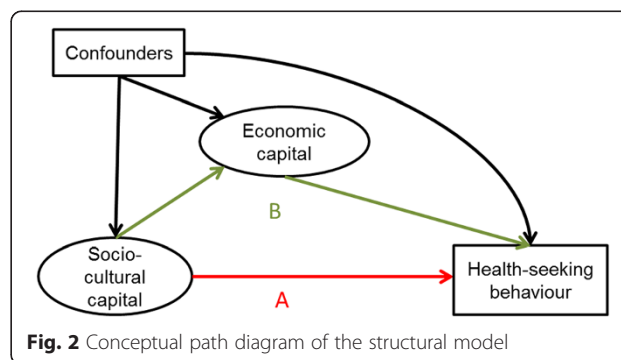 Confounders
Economic
capital
B
Socio-
cultural
capital
A
Health-seeking
behaviour
Fig. 2 Conceptual path diagram of the structural model